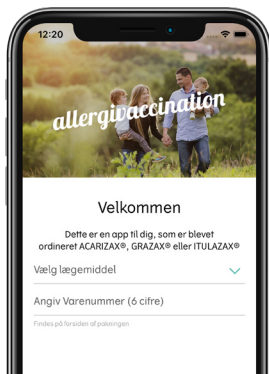 12:20
allergivaccination
Velkommen
Dette er en app til dig, som er blevet
ordineret ACARIZAX®, GRAZAX® eller ITULAZAX®
Vælg lægemiddel
Angiv Varenummer (6 cifre)
Findes på forsiden af pakningen